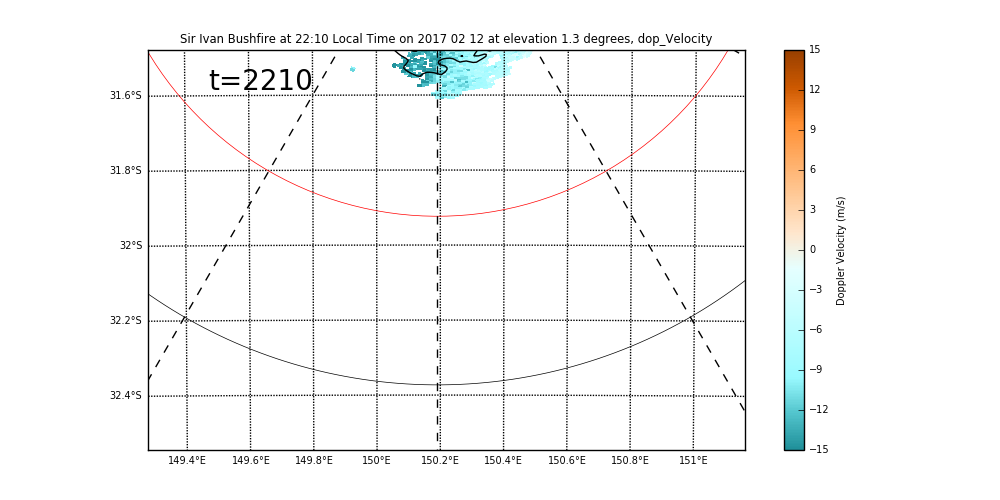 Sir Ivan Bushfire at 22:10 Local Time on 2017 02 12 at elevation 1.3 degrees, dop_Velocity
t=2210
31.6°S
31.8°S
32°S
32.2°S
32.4°S
149.4°E 149.6°E 149.8°E 150°E 150.2°E 150.4°E 150.6°E 150.8°E 151°E
15
12
9
6
3
0
−3
−6
−9
−12
−15
Doppler Velocity (m/s)